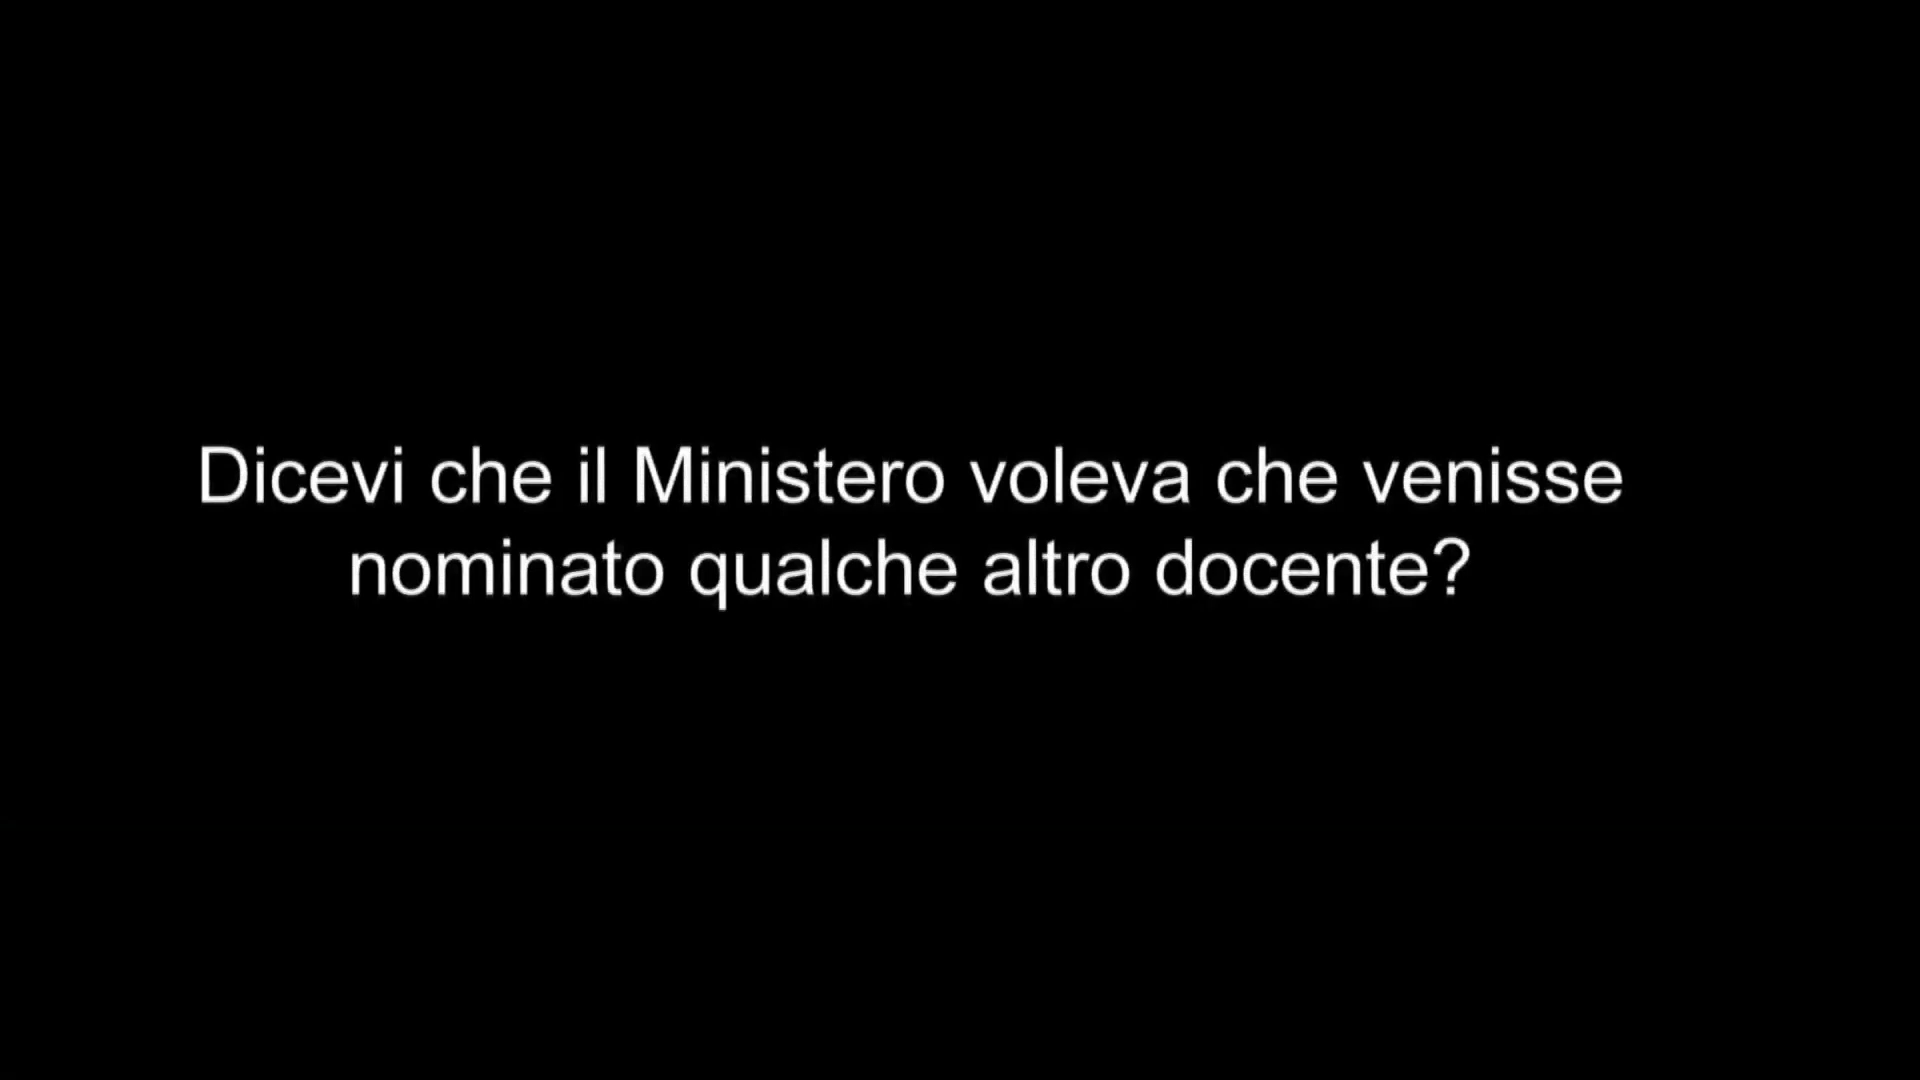 Dicevi che il Ministero voleva che venisse
nominato qualche altro docente?